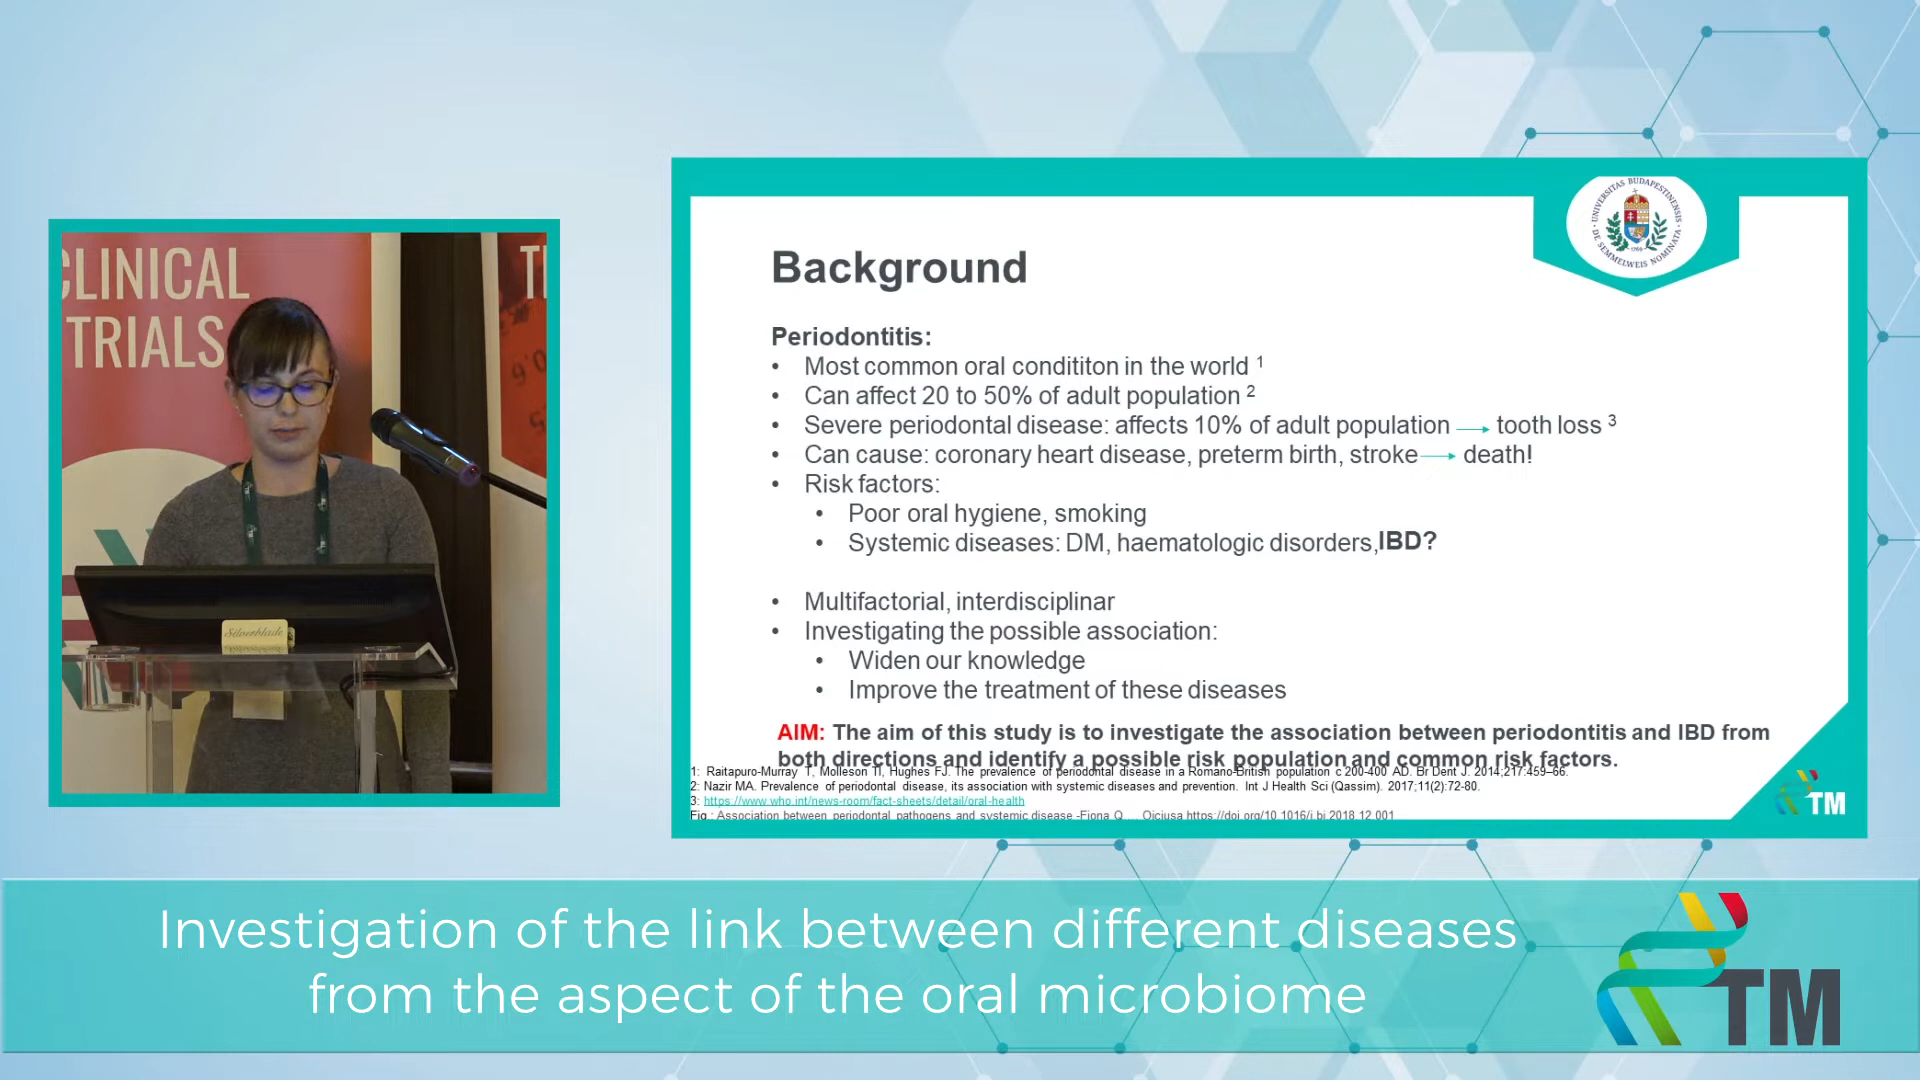 CLINICAL
TRIALS
Silverblade
UNIVERSITAS BUDAPESTINENSIS
DE SEMMELWEIS NOMINATA
1769
Background
Periodontitis:
• Most common oral condititon in the world 1
• Can affect 20 to 50% of adult population 2
• Severe periodontal disease: affects 10% of adult population → tooth loss 3
• Can cause: coronary heart disease, preterm birth, stroke → death!
• Risk factors:
• Poor oral hygiene, smoking
• Systemic diseases: DM, haematologic disorders, IBD?
• Multifactorial, interdisciplinar
• Investigating the possible association:
• Widen our knowledge
• Improve the treatment of these diseases
AIM: The aim of this study is to investigate the association between periodontitis and IBD from
both directions and identify a possible risk population and common risk factors.
1: Raitapuro-Murray T, Molleson TI, Hughes FJ. The prevalence of periodontal disease in a Romano-British population c 200-400 AD. Br Dent J. 2014;217:459–66.
2: Nazir MA. Prevalence of periodontal disease, its association with systemic diseases and prevention. Int J Health Sci (Qassim). 2017;11(2):72-80.
3: https://www.who.int/news-room/fact-sheets/detail/oral-health
Fig.: Association between periodontal pathogens and systemic disease -Fiona Q.... Oiciusa https://doi.org/10.1016/j.bj.2018.12.001
TM
Investigation of the link between different diseases
from the aspect of the oral microbiome
TM